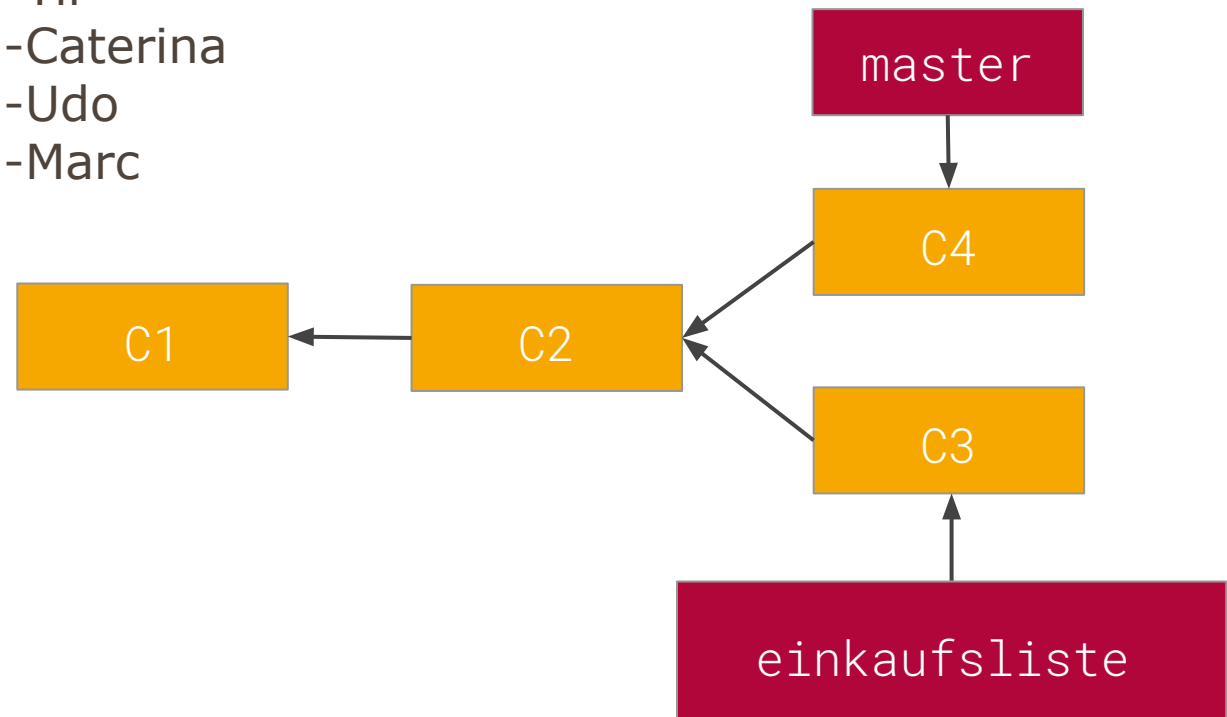 -Caterina
-Udo
-Marc
master
C4
C1
C2
C3
einkaufsliste